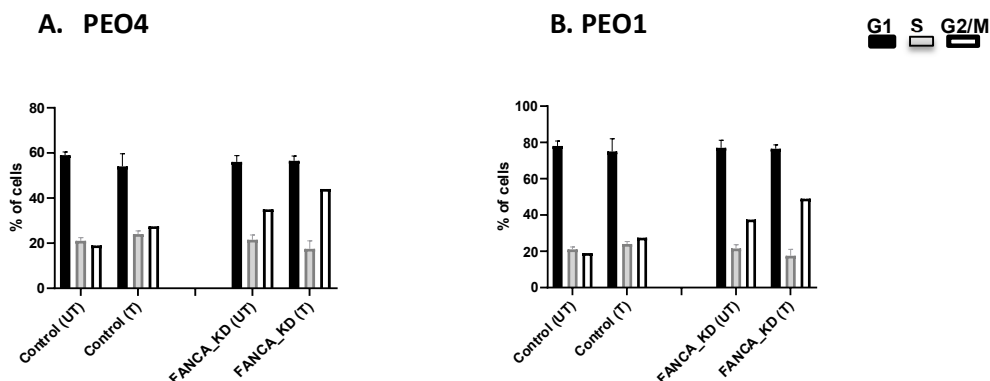 A. PEO4
B. PEO1
G1 S G2/M
% of cells
80
60
40
20
0
Control (UT)
Control (T)
FANCA_KD (UT)
FANCA_KD (T)
% of cells
100
80
60
40
20
0
Control (UT)
Control (T)
FANCA_KD (UT)
FANCA_KD (T)